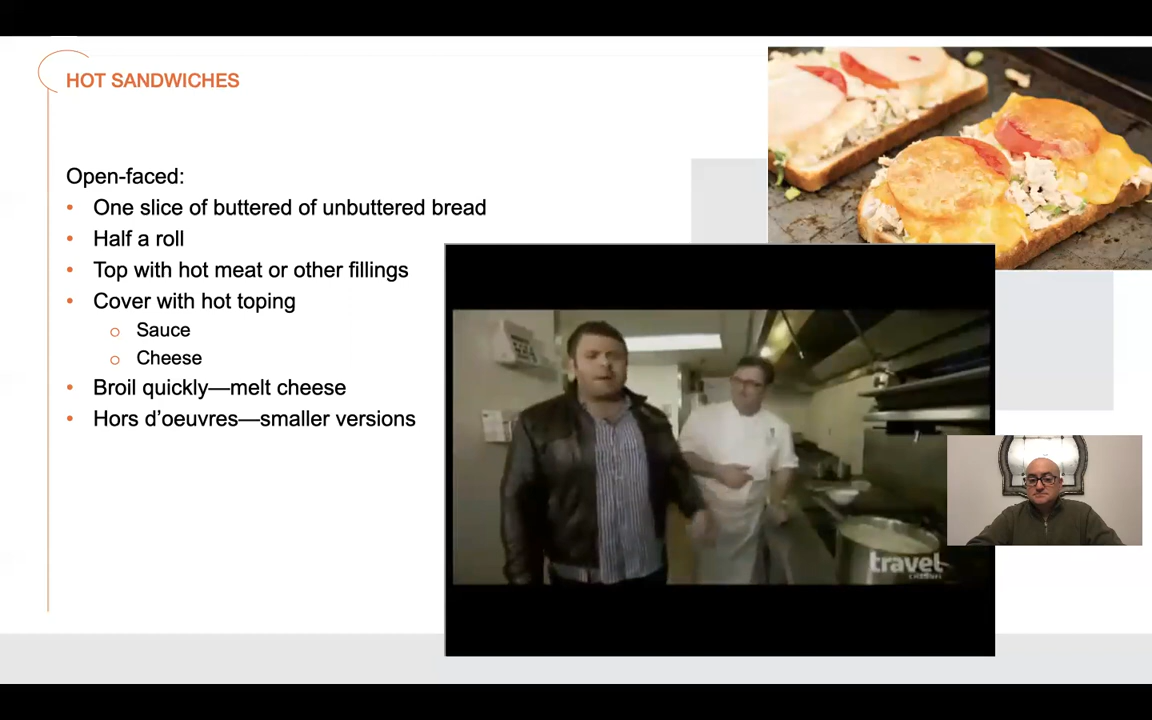 HOT SANDWICHES
Open-faced:
• One slice of buttered of unbuttered bread
• Half a roll
• Top with hot meat or other fillings
• Cover with hot toping
o Sauce
o Cheese
• Broil quickly—melt cheese
• Hors d'oeuvres—smaller versions
travel
CHANNEL